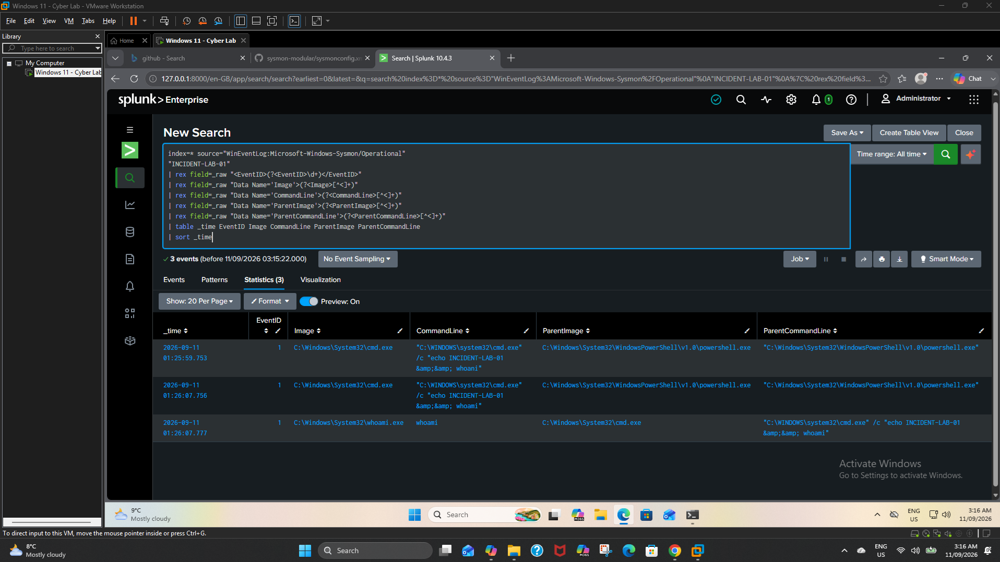 Windows 11 - Cyber Lab - VMware Workstation
File Edit View VM Tabs Help
Library
Type here to search
My Computer
Windows 11 - Cyber Lab
Home
Windows 11 - Cyber Lab
github - Search
sysmon-modular/sysmonconfig.xm
Search | Splunk 10.4.3
127.0.0.1:8000/en-GB/app/search/search?earliest=0&latest=&q=search%20index%3D*%20source%3D"WinEventLog%3AMicrosoft-Windows-Sysmon%2FOperational"%0A"INCIDENT-LAB-01"%0A%7C%20rex%20field%3...
Chat
splunk>Enterprise
1
Administrator
New Search
Save As
Create Table View
Close
index=* source="WinEventLog:Microsoft-Windows-Sysmon/Operational"
"INCIDENT-LAB-01"
| rex field=_raw "<EventID>(?<EventID>\d+)</EventID>"
| rex field=_raw "Data Name='Image'>(?<Image>[^<]+)"
| rex field=_raw "Data Name='CommandLine'>(?<CommandLine>[^<]+)"
| rex field=_raw "Data Name='ParentImage'>(?<ParentImage>[^<]+)"
| rex field=_raw "Data Name='ParentCommandLine'>(?<ParentCommandLine>[^<]+)"
| table _time EventID Image CommandLine ParentImage ParentCommandLine
| sort _time
Time range: All time
3 events (before 11/09/2026 03:15:22.000)
No Event Sampling
Job
Smart Mode
Events
Patterns
Statistics (3)
Visualization
Show: 20 Per Page
Format
Preview: On
_time
EventID
Image
CommandLine
ParentImage
ParentCommandLine
2026-09-11
01:25:59.753
1
C:\Windows\System32\cmd.exe
"C:\WINDOWS\system32\cmd.exe"
/c "echo INCIDENT-LAB-01
&amp;&amp; whoani"
C:\Windows\System32\WindowsPowerShell\v1.0\powershell.exe
"C:\Windows\System32\WindowsPowerShell\v1.0\powershell.exe"
2026-09-11
01:26:07.756
1
C:\Windows\System32\cmd.exe
"C:\WINDOWS\system32\cmd.exe"
/c "echo INCIDENT-LAB-01
&amp;&amp; whoami"
C:\Windows\System32\WindowsPowerShell\v1.0\powershell.exe
"C:\Windows\System32\WindowsPowerShell\v1.0\powershell.exe"
2026-09-11
01:26:07.777
1
C:\Windows\System32\whoami.exe
whoami
C:\Windows\System32\cmd.exe
"C:\WINDOWS\system32\cmd.exe" /c "echo INCIDENT-LAB-01
&amp;&amp; whoami"
Activate Windows
Go to Settings to activate Windows.
9°C
Mostly cloudy
Search
M365
ENG
US
3:16 AM
11/09/2026
To direct input to this VM, move the mouse pointer inside or press Ctrl+G.
8°C
Mostly cloudy
Search
M365
ENG
US
3:16 AM
11/09/2026